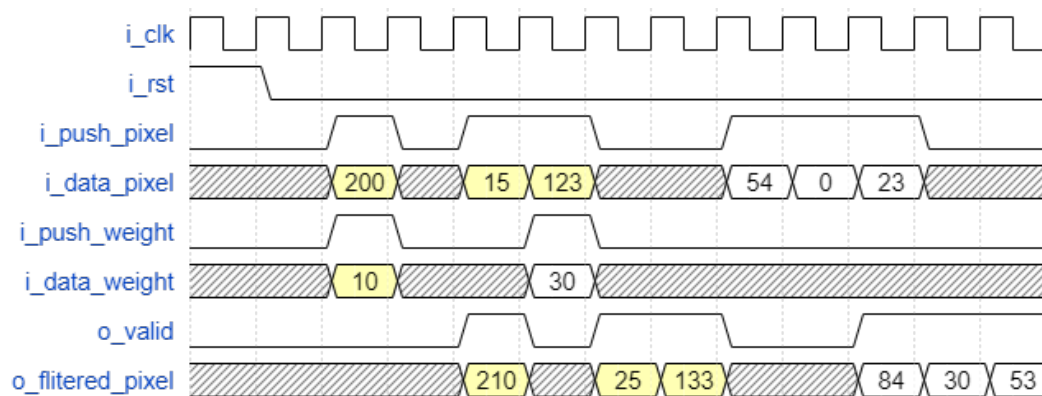 i_clk
i_rst
i_push_pixel
i_data_pixel 200 15 123 54 0 23
i_push_weight
i_data_weight 10 30
o_valid
o_flitered_pixel 210 25 133 84 30 53